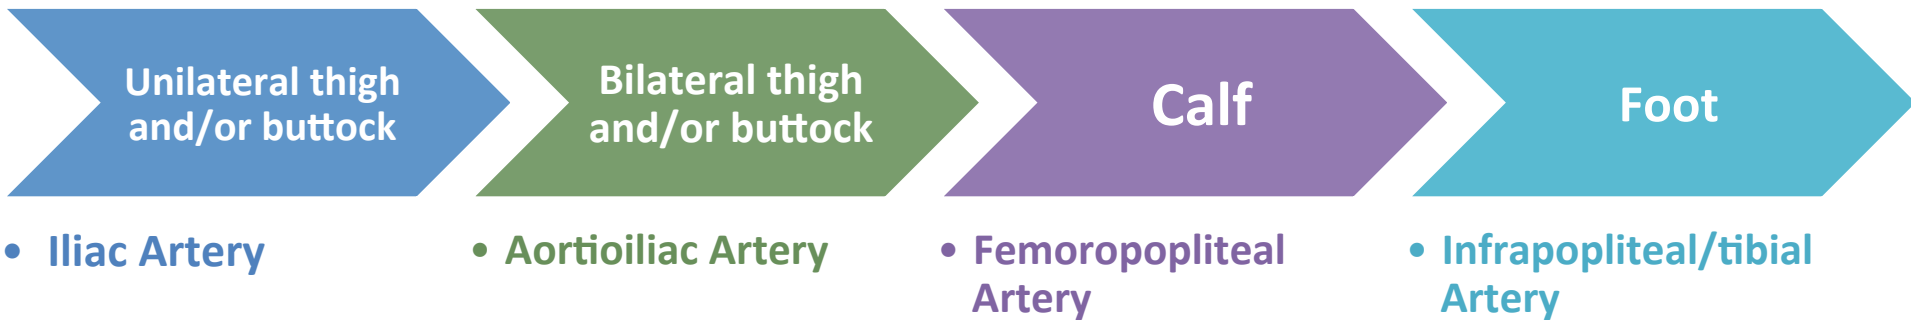 Unilateral thigh
and/or buttock
Bilateral thigh
and/or buttock
Calf
Foot
• Iliac Artery
• Aortioiliac Artery
• Femoropopliteal
Artery
• Infrapopliteal/tibial
Artery